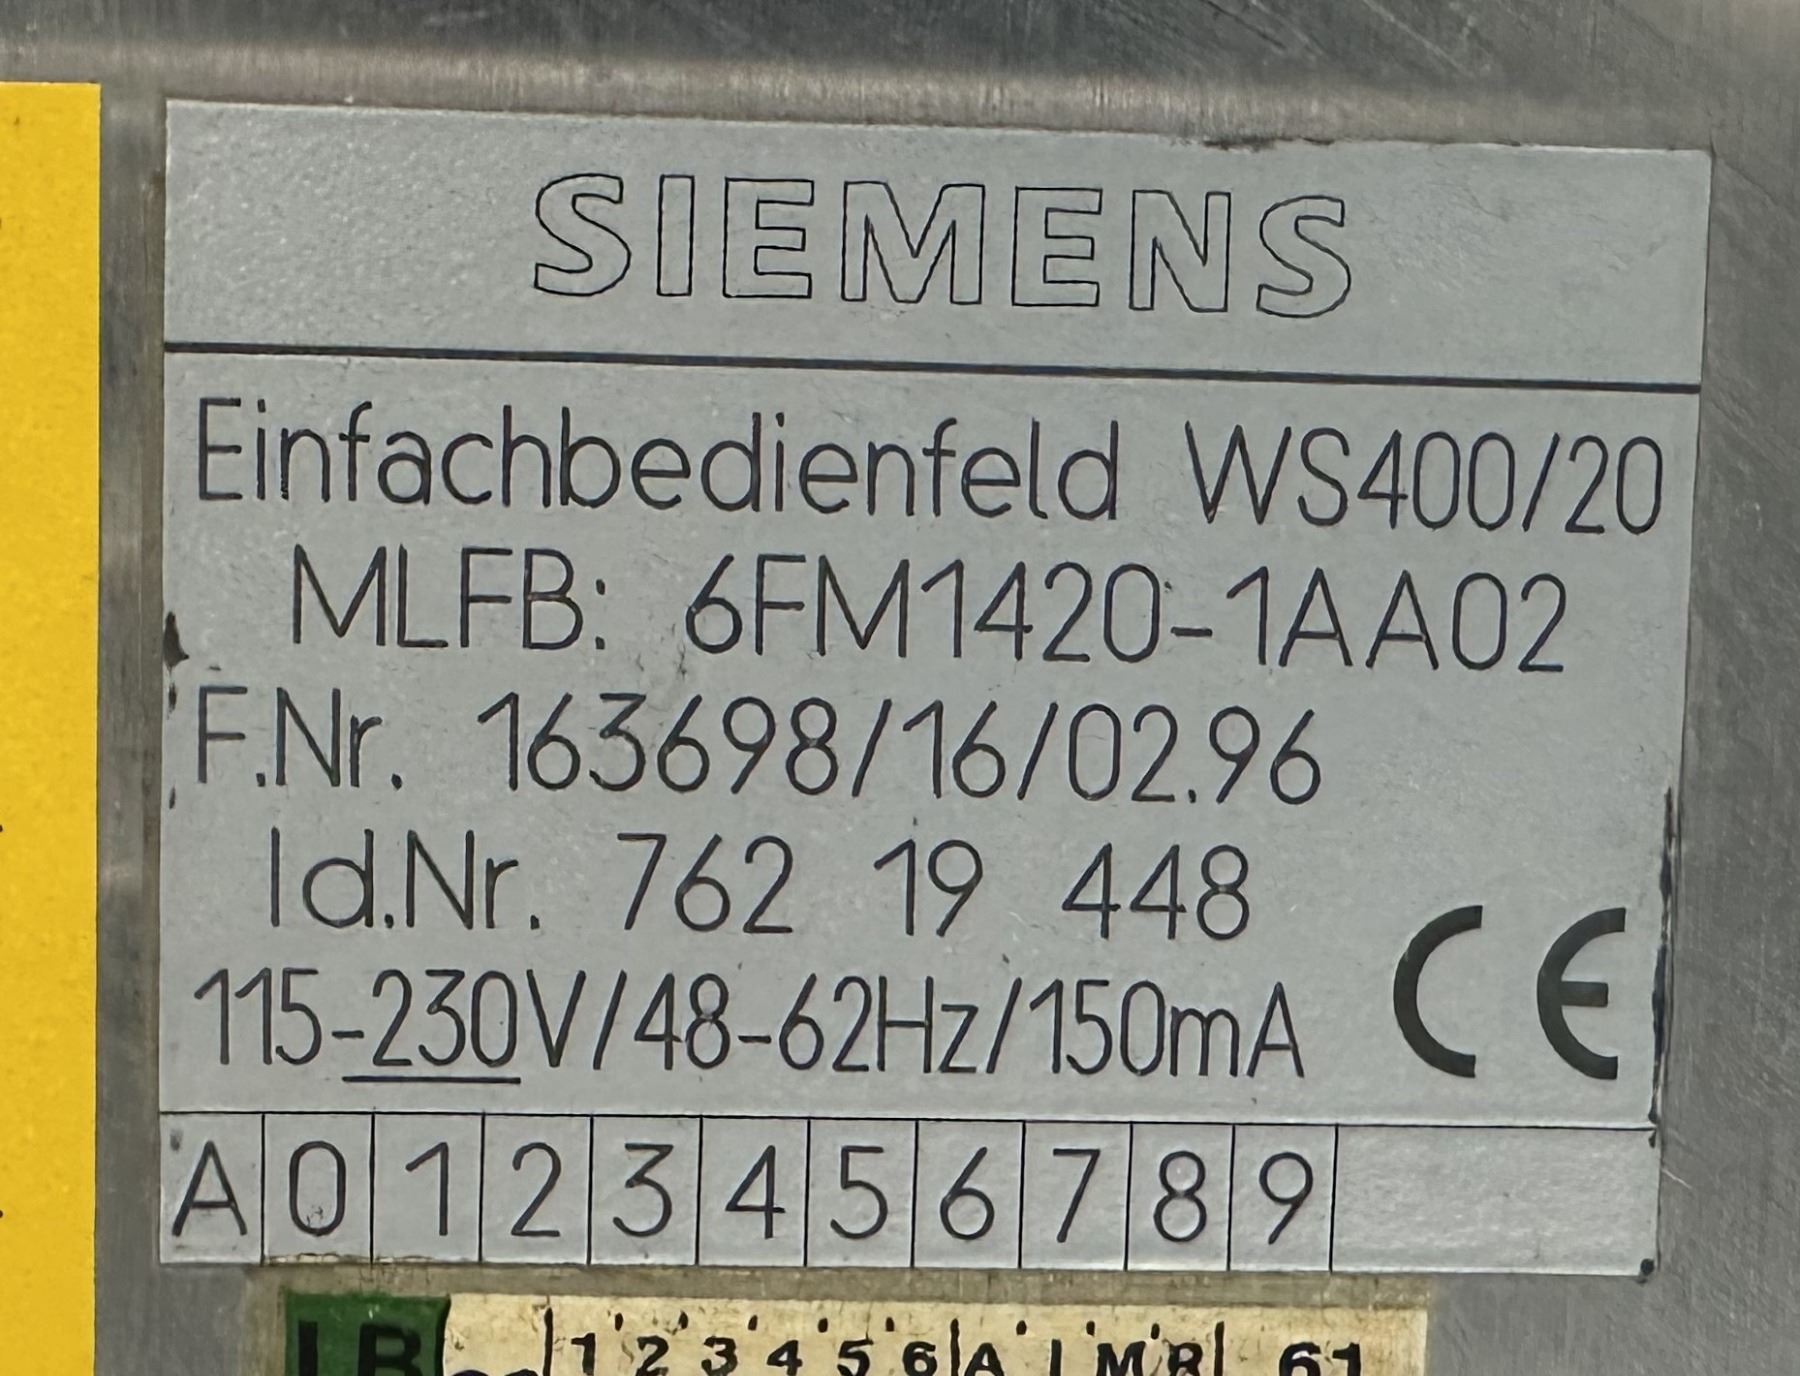 SIEMENS
Einfachbedienfeld WS400/20
MLFB: 6FM1420-1AA02
F.Nr. 163698/16/02.96
Id.Nr. 762 19 448
115-230V/48-62Hz/150mA CE
A 0 1 2 3 4 5 6 7 8 9
1 2 3 4 5 6 A I M R 61